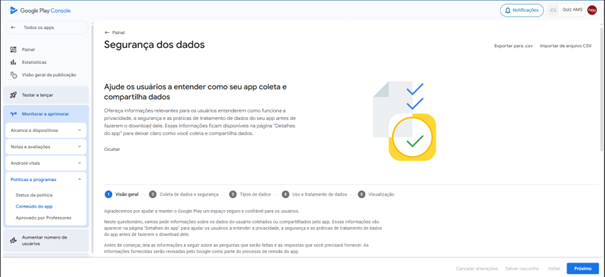 Google Play Console
Notificações
Quiz AMS
Todos os apps
Painel
Estatísticas
Visão geral da publicação
Testar e lançar
Monitorar e aprimorar
Alcance e dispositivos
Notas e avaliações
Android vitals
Políticas e programas
Status da política
Conteúdo do app
Aprovado por Professores
Aumentar número de
usuários
Painel
Segurança dos dados
Exportar para .csv
Importar de arquivo CSV
Ajude os usuários a entender como seu app coleta e
compartilha dados
Ofereça informações relevantes para os usuários entenderem como funciona a
privacidade, a segurança e as práticas de tratamento de dados do seu app antes de
fazerem o download dele. Essas informações ficam disponíveis na página "Detalhes
do app" para deixar claro como você coleta e compartilha dados.
Ocultar
1 Visão geral
2 Coleta de dados e segurança
3 Tipos de dados
4 Uso e tratamento de dados
5 Visualização
Agradecemos por ajudar a manter o Google Play um espaço seguro e confiável para os usuários.
Neste questionário, vamos pedir informações sobre os dados do usuário coletados ou compartilhados pelo app. Essas informações vão
aparecer na página "Detalhes do app" para ajudar as pessoas a entender a privacidade, a segurança e as práticas de tratamento de dados
do app antes de fazerem o download.
Antes de começar, leia as informações a seguir sobre as perguntas que serão feitas e as respostas que você precisará fornecer. As
informações fornecidas serão revisadas pelo Google como parte do processo de revisão do app.
Cancelar alterações
Salvar rascunho
Voltar
Próximo